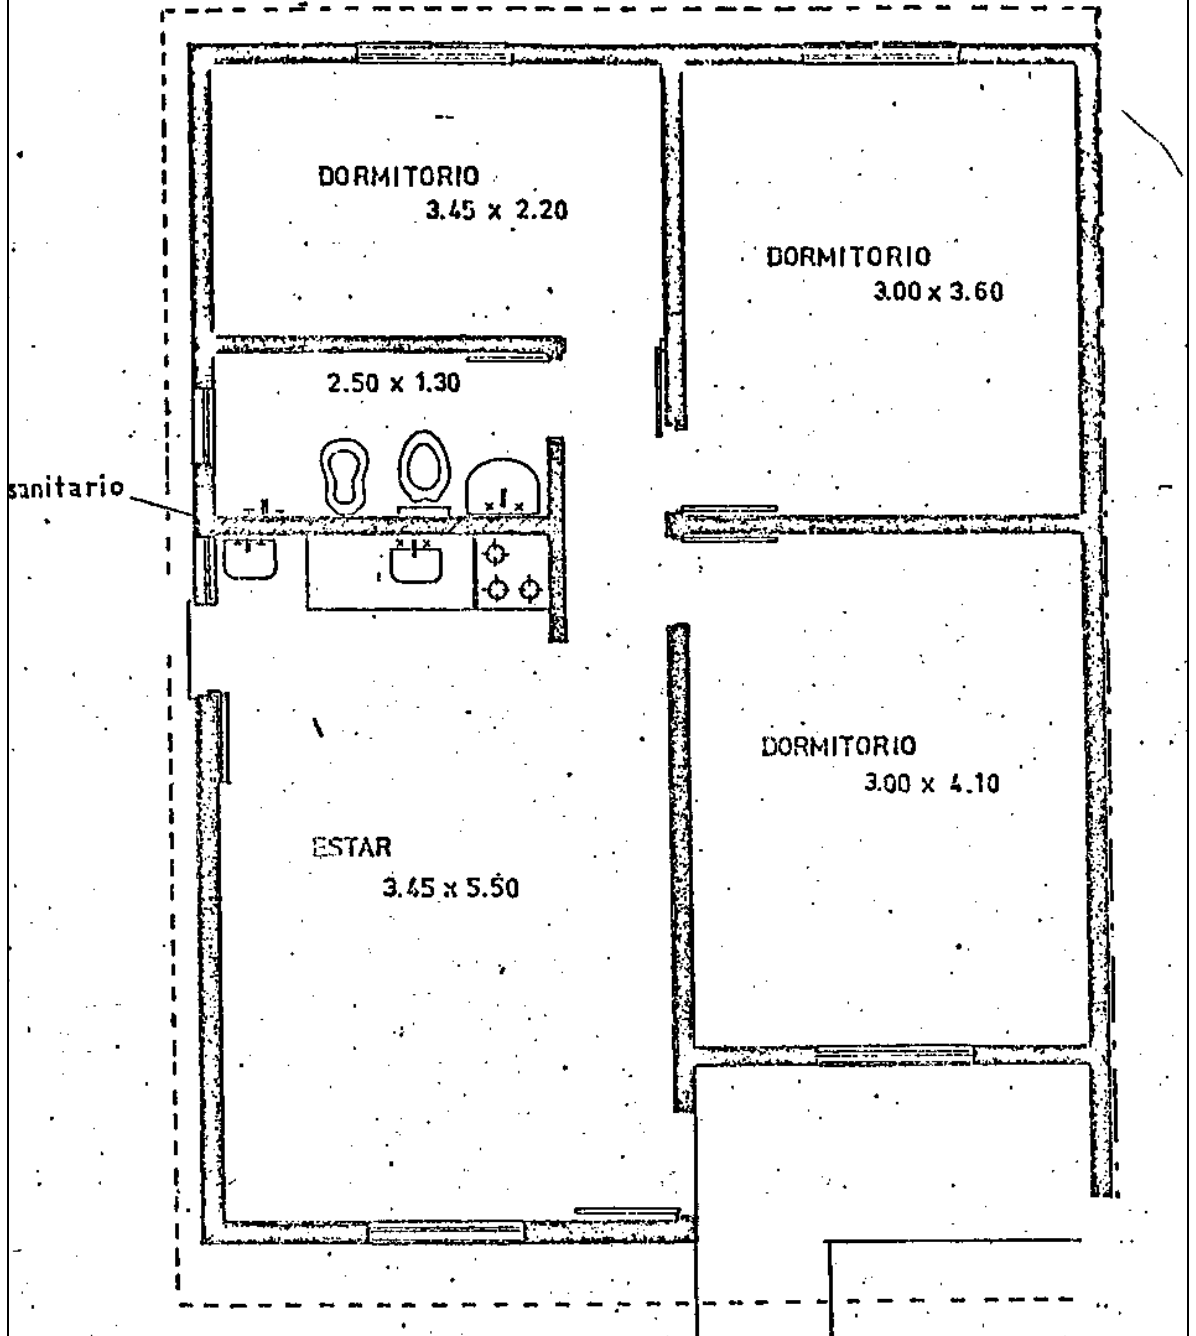 DORMITORIO
3.45 x 2.20
DORMITORIO
3.00 x 3.60
2.50 x 1.30
sanitario
DORMITORIO
3.00 x 4.10
ESTAR
3.45 x 5.50